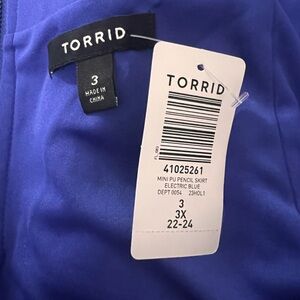 TORRID
3
MADE IN
CHINA
TORRID
41025261
MINI PU PENCIL SKIRT
ELECTRIC BLUE
DEPT 0054 23HOL1
3
3X
22-24